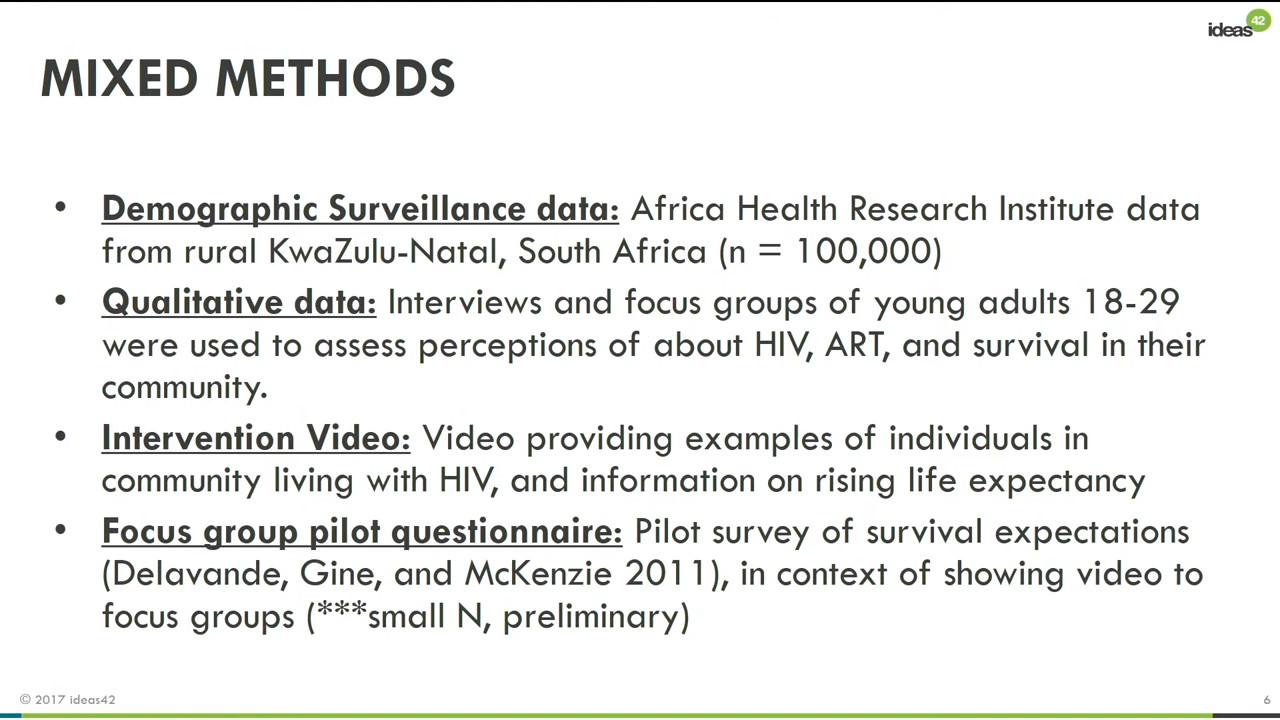 ideas42
MIXED METHODS
• Demographic Surveillance data: Africa Health Research Institute data
from rural KwaZulu-Natal, South Africa (n = 100,000)
• Qualitative data: Interviews and focus groups of young adults 18-29
were used to assess perceptions of about HIV, ART, and survival in their
community.
• Intervention Video: Video providing examples of individuals in
community living with HIV, and information on rising life expectancy
• Focus group pilot questionnaire: Pilot survey of survival expectations
(Delavande, Gine, and McKenzie 2011), in context of showing video to
focus groups (***small N, preliminary)
© 2017 ideas42
6